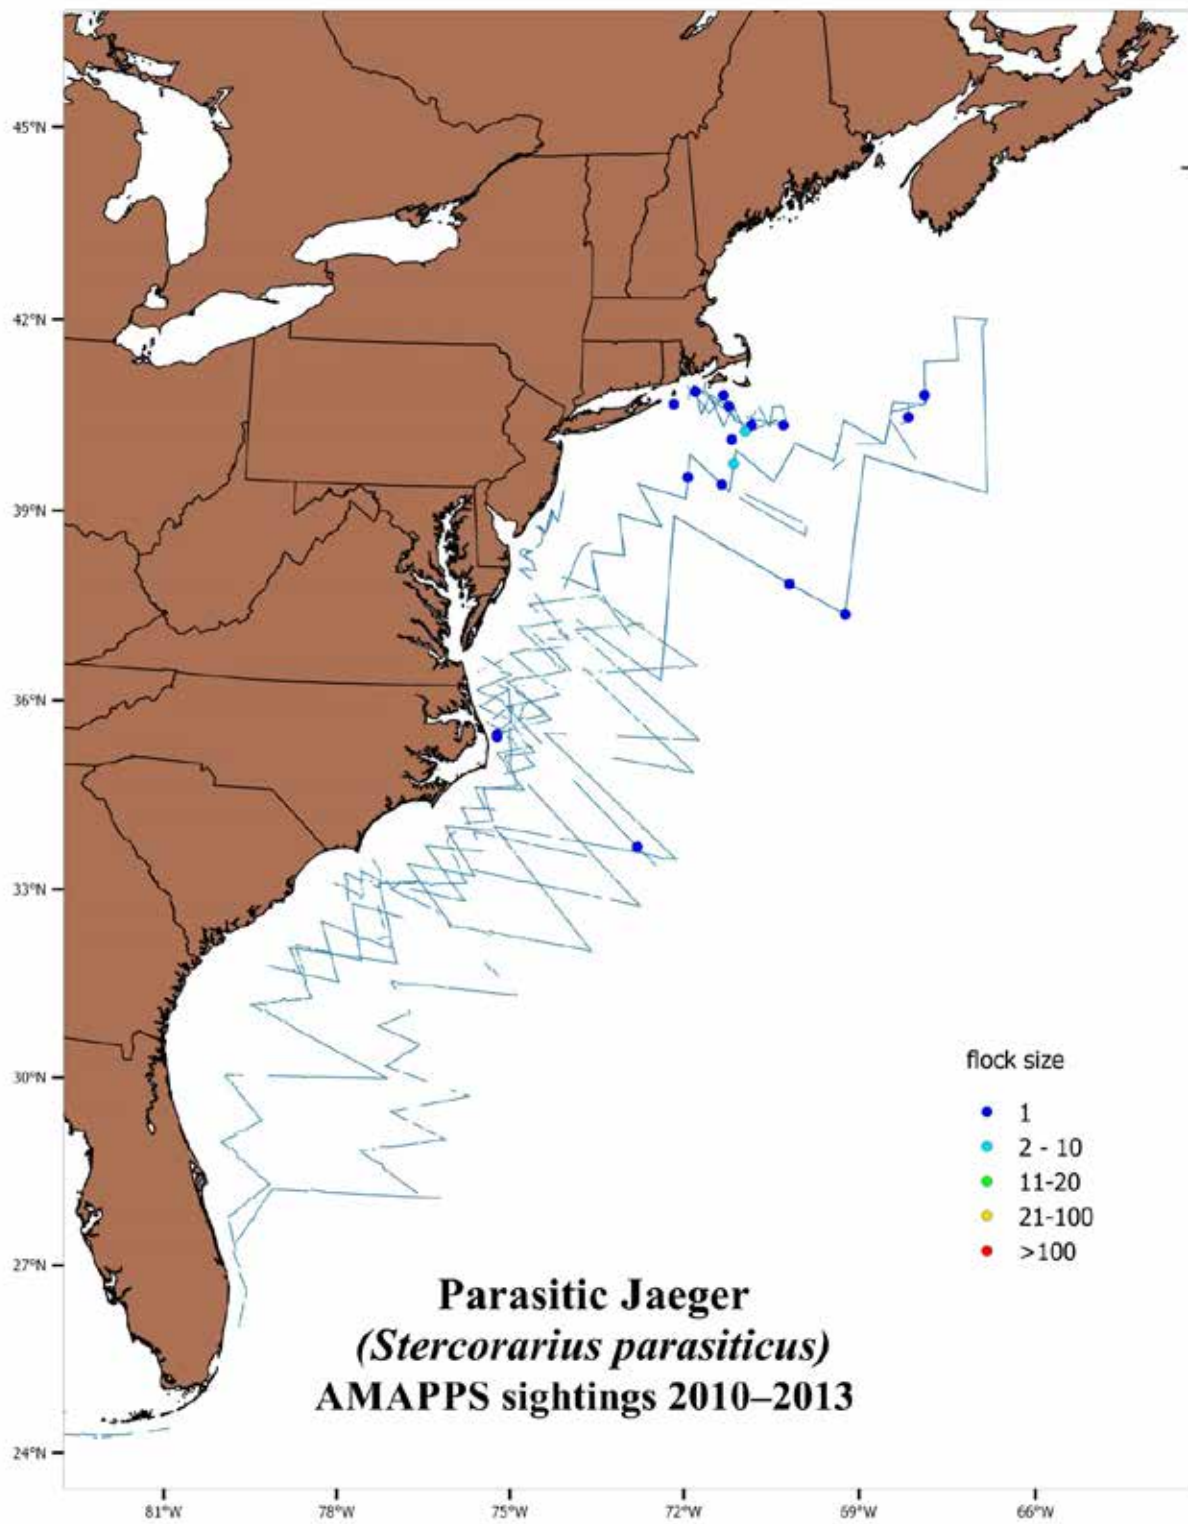 45°N
42°N
39°N
36°N
33°N
30°N
27°N
24°N
flock size
1
2 - 10
11-20
21-100
>100
Parasitic Jaeger
(Stercorarius parasiticus)
AMAPPS sightings 2010–2013
81°W 78°W 75°W 72°W 69°W 66°W